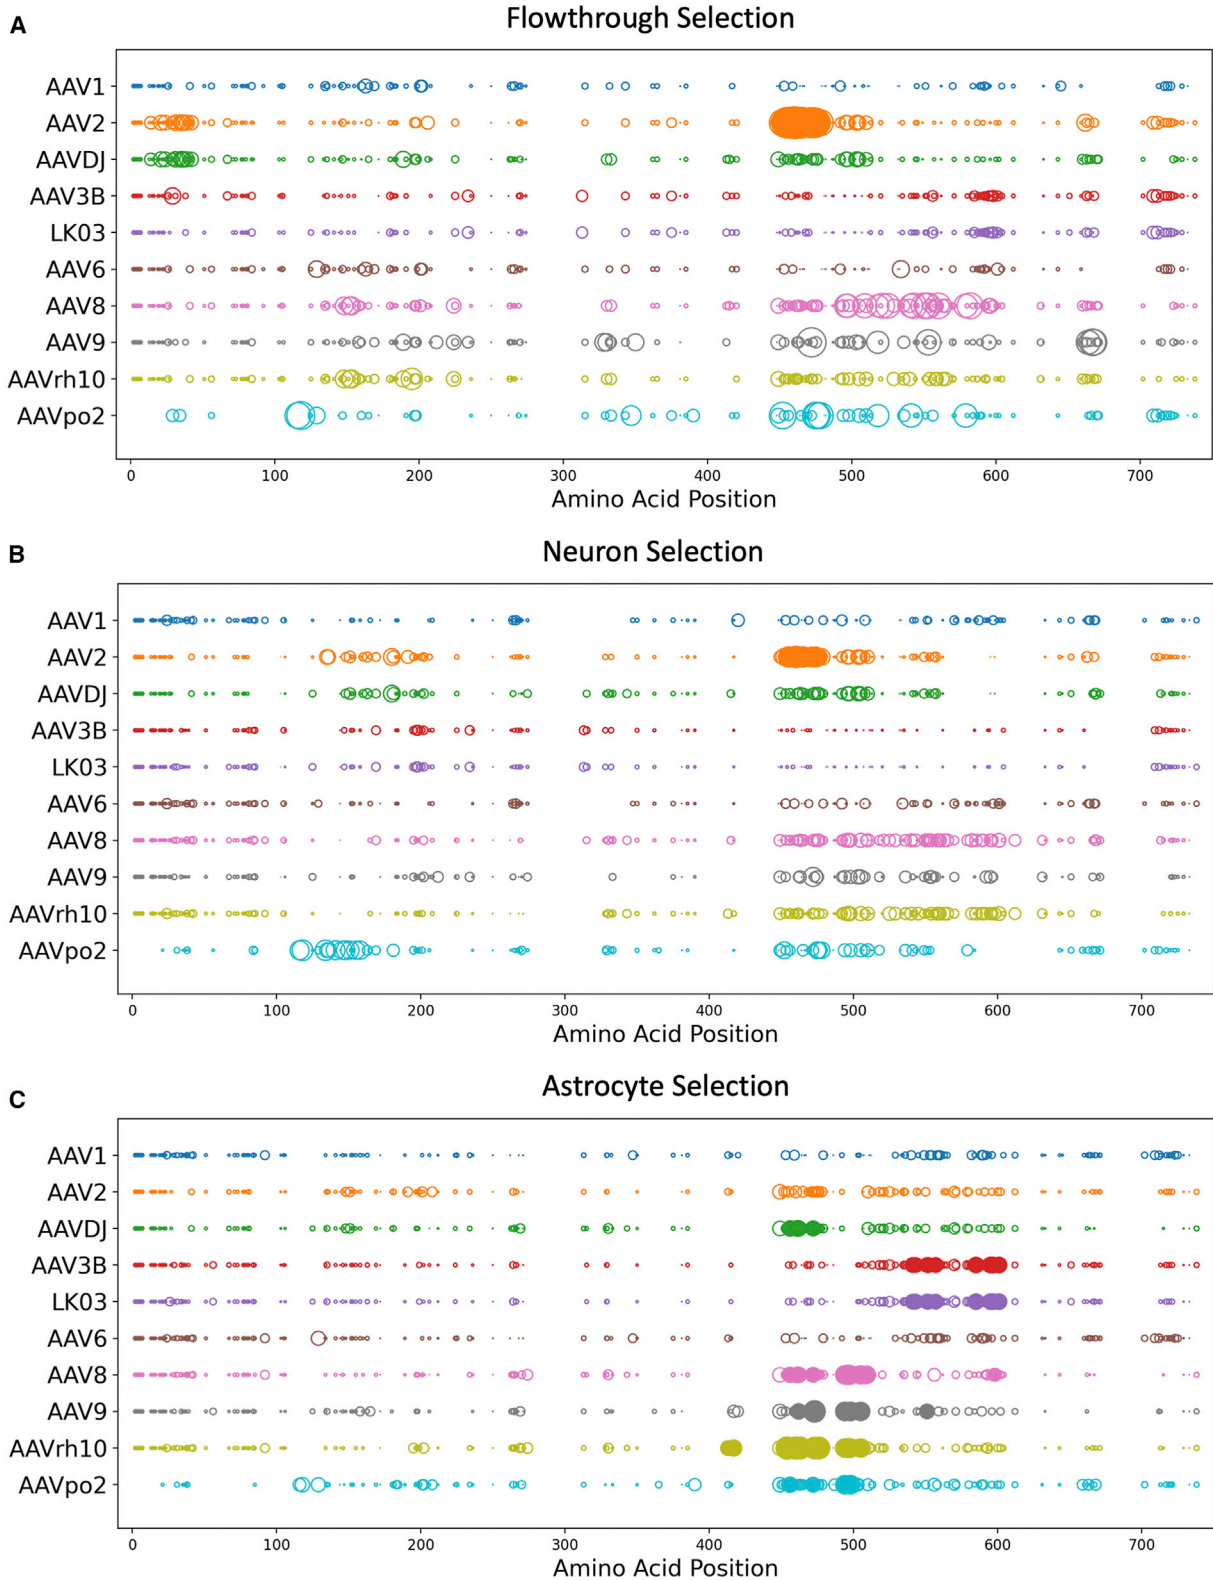 A
Flowthrough Selection
AAV1
AAV2
AAVDJ
AAV3B
LK03
AAV6
AAV8
AAV9
AAVrh10
AAVpo2
0 100 200 300 400 500 600 700
Amino Acid Position
B
Neuron Selection
AAV1
AAV2
AAVDJ
AAV3B
LK03
AAV6
AAV8
AAV9
AAVrh10
AAVpo2
0 100 200 300 400 500 600 700
Amino Acid Position
C
Astrocyte Selection
AAV1
AAV2
AAVDJ
AAV3B
LK03
AAV6
AAV8
AAV9
AAVrh10
AAVpo2
0 100 200 300 400 500 600 700
Amino Acid Position